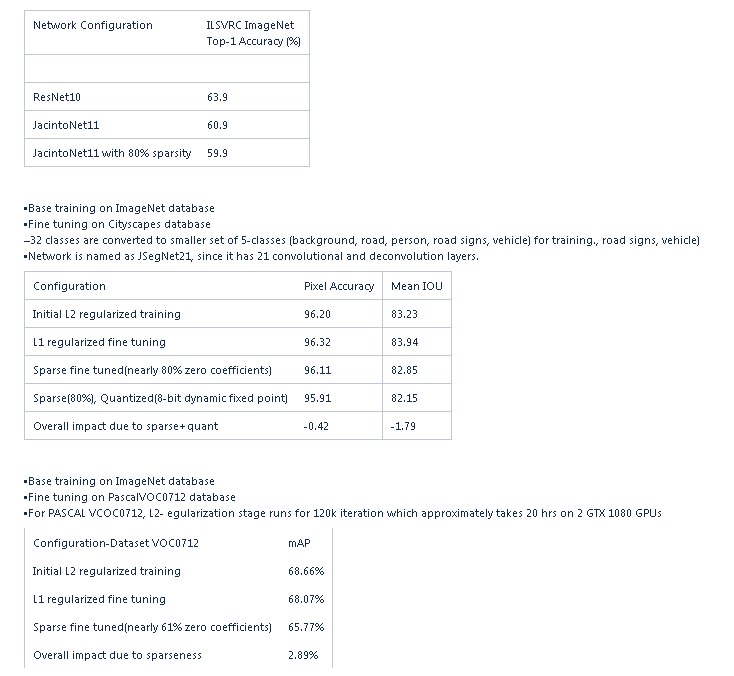 Network Configuration ILSVRC ImageNet
Top-1 Accuracy (%)
ResNet10 63.9
JacintoNet11 60.9
JacintoNet11 with 80% sparsity 59.9
▪Base training on ImageNet database
▪Fine tuning on Cityscapes database
–32 classes are converted to smaller set of 5-classes (background, road, person, road signs, vehicle) for training., road signs, vehicle)
▪Network is named as JSegNet21, since it has 21 convolutional and deconvolution layers.
Configuration Pixel Accuracy Mean IOU
Initial L2 regularized training 96.20 83.23
L1 regularized fine tuning 96.32 83.94
Sparse fine tuned(nearly 80% zero coefficients) 96.11 82.85
Sparse(80%), Quantized(8-bit dynamic fixed point) 95.91 82.15
Overall impact due to sparse+quant -0.42 -1.79
▪Base training on ImageNet database
▪Fine tuning on PascalVOC0712 database
▪For PASCAL VCOC0712, L2- egularization stage runs for 120k iteration which approximately takes 20 hrs on 2 GTX 1080 GPUs
Configuration-Dataset VOC0712 mAP
Initial L2 regularized training 68.66%
L1 regularized fine tuning 68.07%
Sparse fine tuned(nearly 61% zero coefficients) 65.77%
Overall impact due to sparseness 2.89%